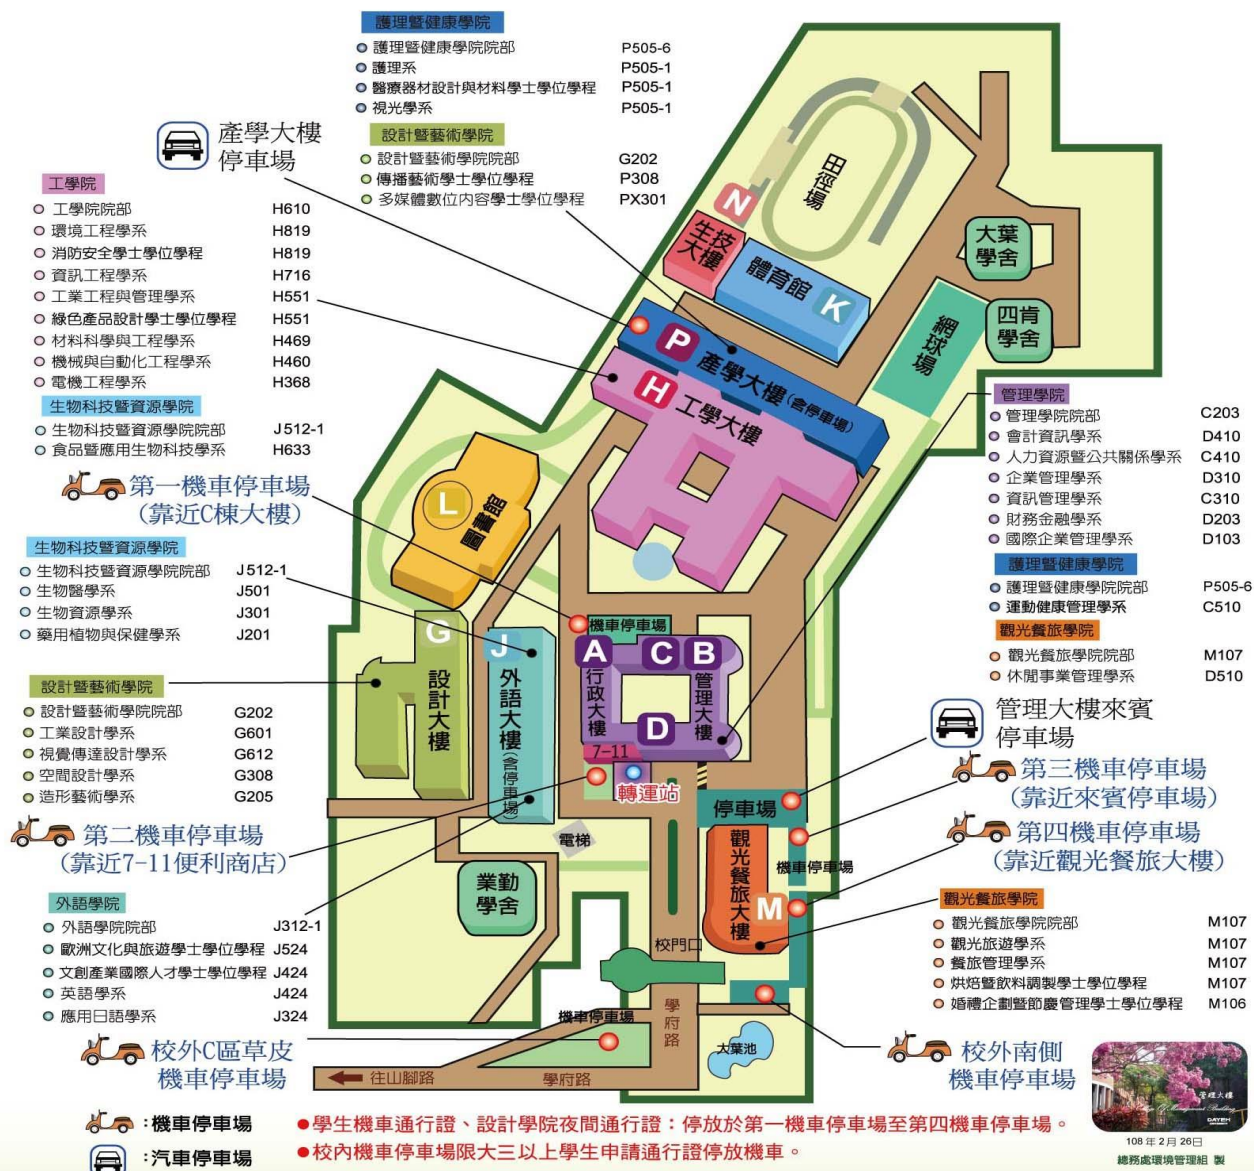 護理暨健康學院
護理暨健康學院院部 P505-6
護理系 P505-1
醫療器材設計與材料學士學位學程 P505-1
視光學系 P505-1
設計暨藝術學院
設計暨藝術學院院部 G202
傳播藝術學士學位學程 P308
多媒體數位內容學士學位學程 PX301
產學大樓
停車場
工學院
工學院院部 H610
環境工程學系 H819
消防安全學士學位學程 H819
資訊工程學系 H716
工業工程與管理學系 H551
綠色產品設計學士學位學程 H551
材料科學與工程學系 H469
機械與自動化工程學系 H460
電機工程學系 H368
生物科技暨資源學院
生物科技暨資源學院院部 J512-1
食品暨應用生物科技學系 H633
第一機車停車場
(靠近C棟大樓)
生物科技暨資源學院
生物科技暨資源學院院部 J512-1
生物醫學系 J501
生物資源學系 J301
藥用植物與保健學系 J201
設計暨藝術學院
設計暨藝術學院院部 G202
工業設計學系 G601
視覺傳達設計學系 G612
空間設計學系 G308
造形藝術學系 G205
第二機車停車場
(靠近7-11便利商店)
外語學院
外語學院院部 J312-1
歐洲文化與旅遊學士學位學程 J524
文創產業國際人才學士學位學程 J424
英語學系 J424
應用日語學系 J324
校外C區草皮
機車停車場
田徑場
N
生技大樓
體育館
K
大葉學舍
四肯學舍
網球場
P
產學大樓(含停車場)
H
工學大樓
L
圖書館
G
設計大樓
J
外語大樓(含停車場)
機車停車場
A
行政大樓
C
B
管理大樓
D
7-11
轉運站
電梯
業勤學舍
停車場
觀光餐旅大樓
M
機車停車場
校門口
機車停車場
學府路
大葉池
往山腳路
學府路
管理學院
管理學院院部 C203
會計資訊學系 D410
人力資源暨公共關係學系 C410
企業管理學系 D310
資訊管理學系 C310
財務金融學系 D203
國際企業管理學系 D103
護理暨健康學院
護理暨健康學院院部 P505-6
運動健康管理學系 C510
觀光餐旅學院
觀光餐旅學院院部 M107
休閒事業管理學系 D510
管理大樓來賓
停車場
第三機車停車場
(靠近來賓停車場)
第四機車停車場
(靠近觀光餐旅大樓)
觀光餐旅學院
觀光餐旅學院院部 M107
觀光旅遊學系 M107
餐旅管理學系 M107
烘焙暨飲料調製學士學位學程 M107
婚禮企劃暨節慶管理學士學位學程 M106
校外南側
機車停車場
管理大樓
College Of Management Building
DAYEH
108 年 2 月 26日
總務處環境管理組 製
:機車停車場
:汽車停車場
●學生機車通行證、設計學院夜間通行證：停放於第一機車停車場至第四機車停車場。
●校內機車停車場限大三以上學生申請通行證停放機車。